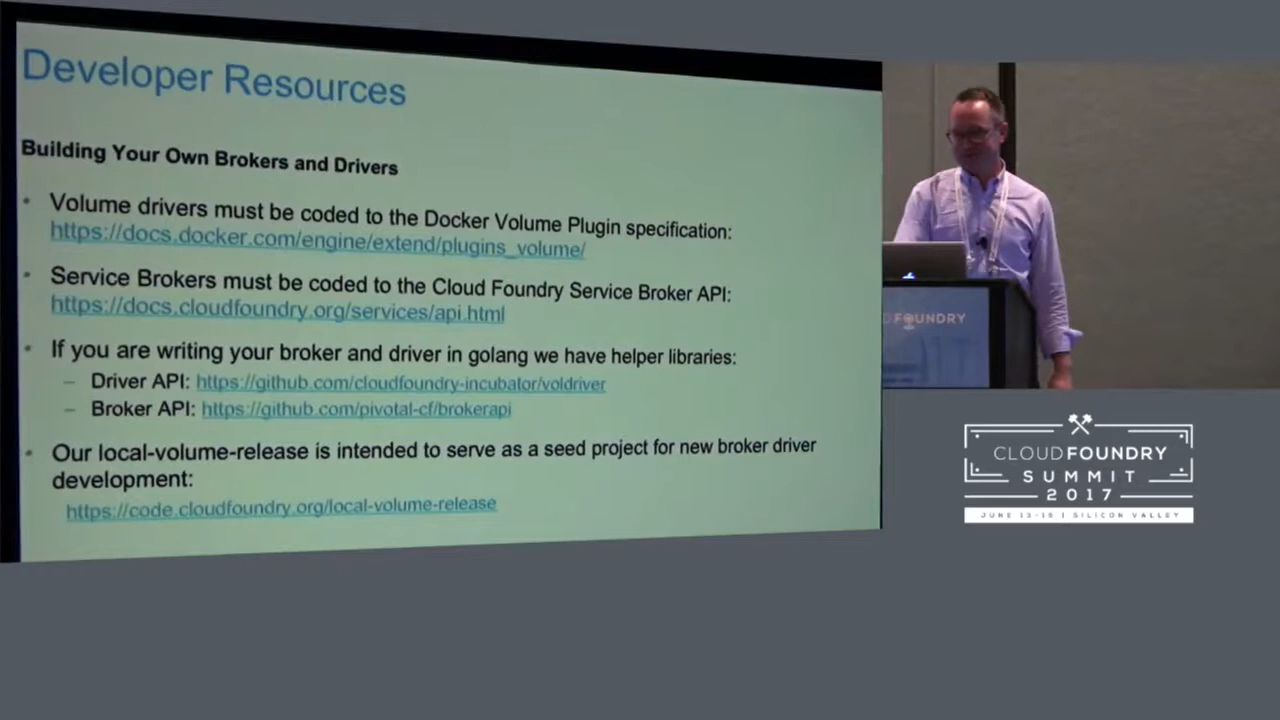 Developer Resources
Building Your Own Brokers and Drivers
• Volume drivers must be coded to the Docker Volume Plugin specification:
https://docs.docker.com/engine/extend/plugins_volume/
• Service Brokers must be coded to the Cloud Foundry Service Broker API:
https://docs.cloudfoundry.org/services/api.html
• If you are writing your broker and driver in golang we have helper libraries:
– Driver API: https://github.com/cloudfoundry-incubator/voldriver
– Broker API: https://github.com/pivotal-cf/brokerapi
• Our local-volume-release is intended to serve as a seed project for new broker driver
development:
https://code.cloudfoundry.org/local-volume-release
D FOUNDRY
CLOUD FOUNDRY
SUMMIT
2017
JUNE 13-15 | SILICON VALLEY